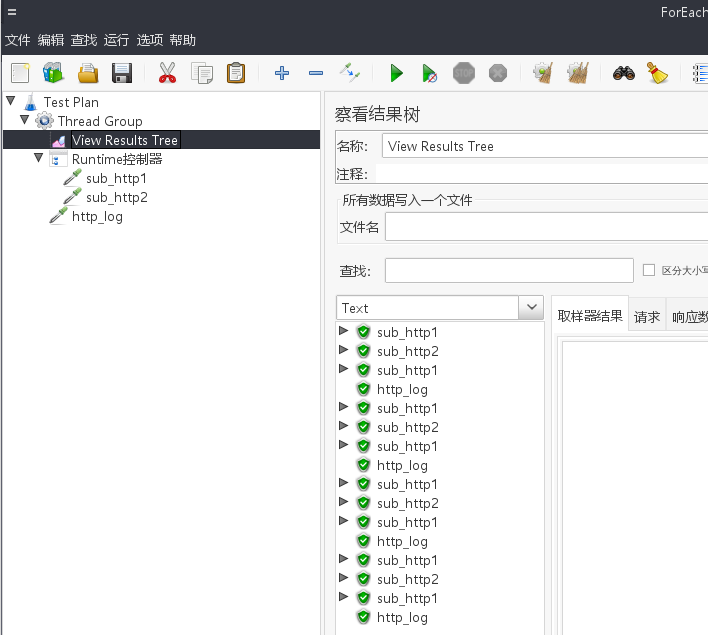 ForEach
文件 编辑 查找 运行 选项 帮助
STOP
Test Plan
Thread Group
View Results Tree
Runtime控制器
sub_http1
sub_http2
http_log
察看结果树
名称: View Results Tree
注释:
所有数据写入一个文件
文件名
查找: 区分大小写
Text
取样器结果 请求 响应数
sub_http1
sub_http2
sub_http1
http_log
sub_http1
sub_http2
sub_http1
http_log
sub_http1
sub_http2
sub_http1
http_log
sub_http1
sub_http2
sub_http1
http_log